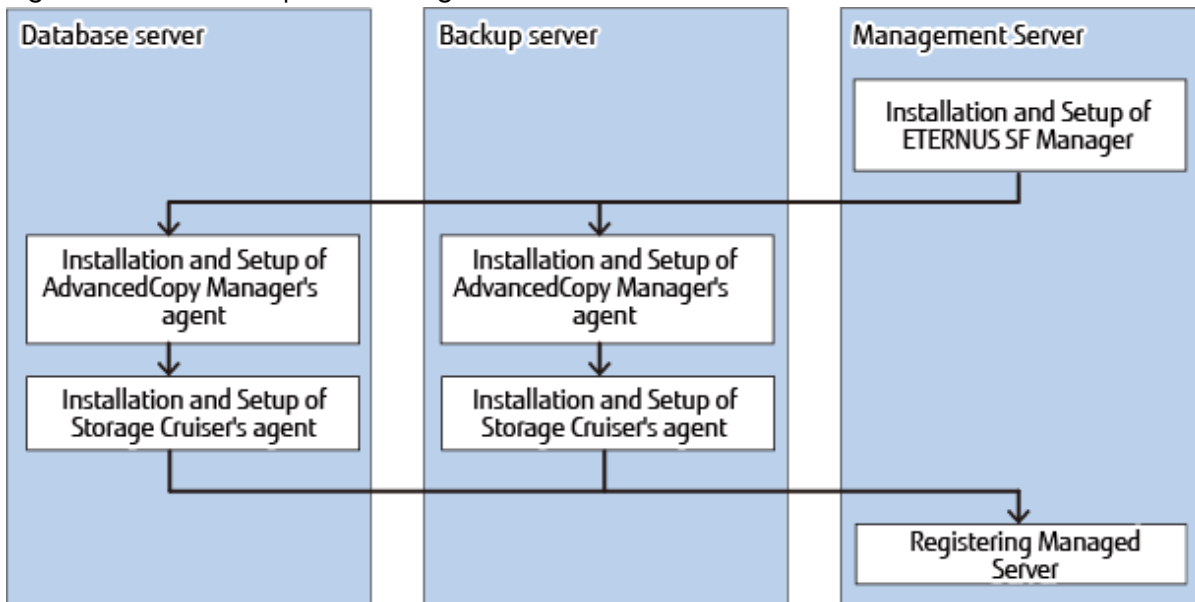 Database server
Backup server
Management Server
Installation and Setup of
ETERNUS SF Manager
Installation and Setup of
AdvancedCopy Manager's
agent
Installation and Setup of
AdvancedCopy Manager's
agent
Installation and Setup of
Storage Cruiser's agent
Installation and Setup of
Storage Cruiser's agent
Registering Managed
Server